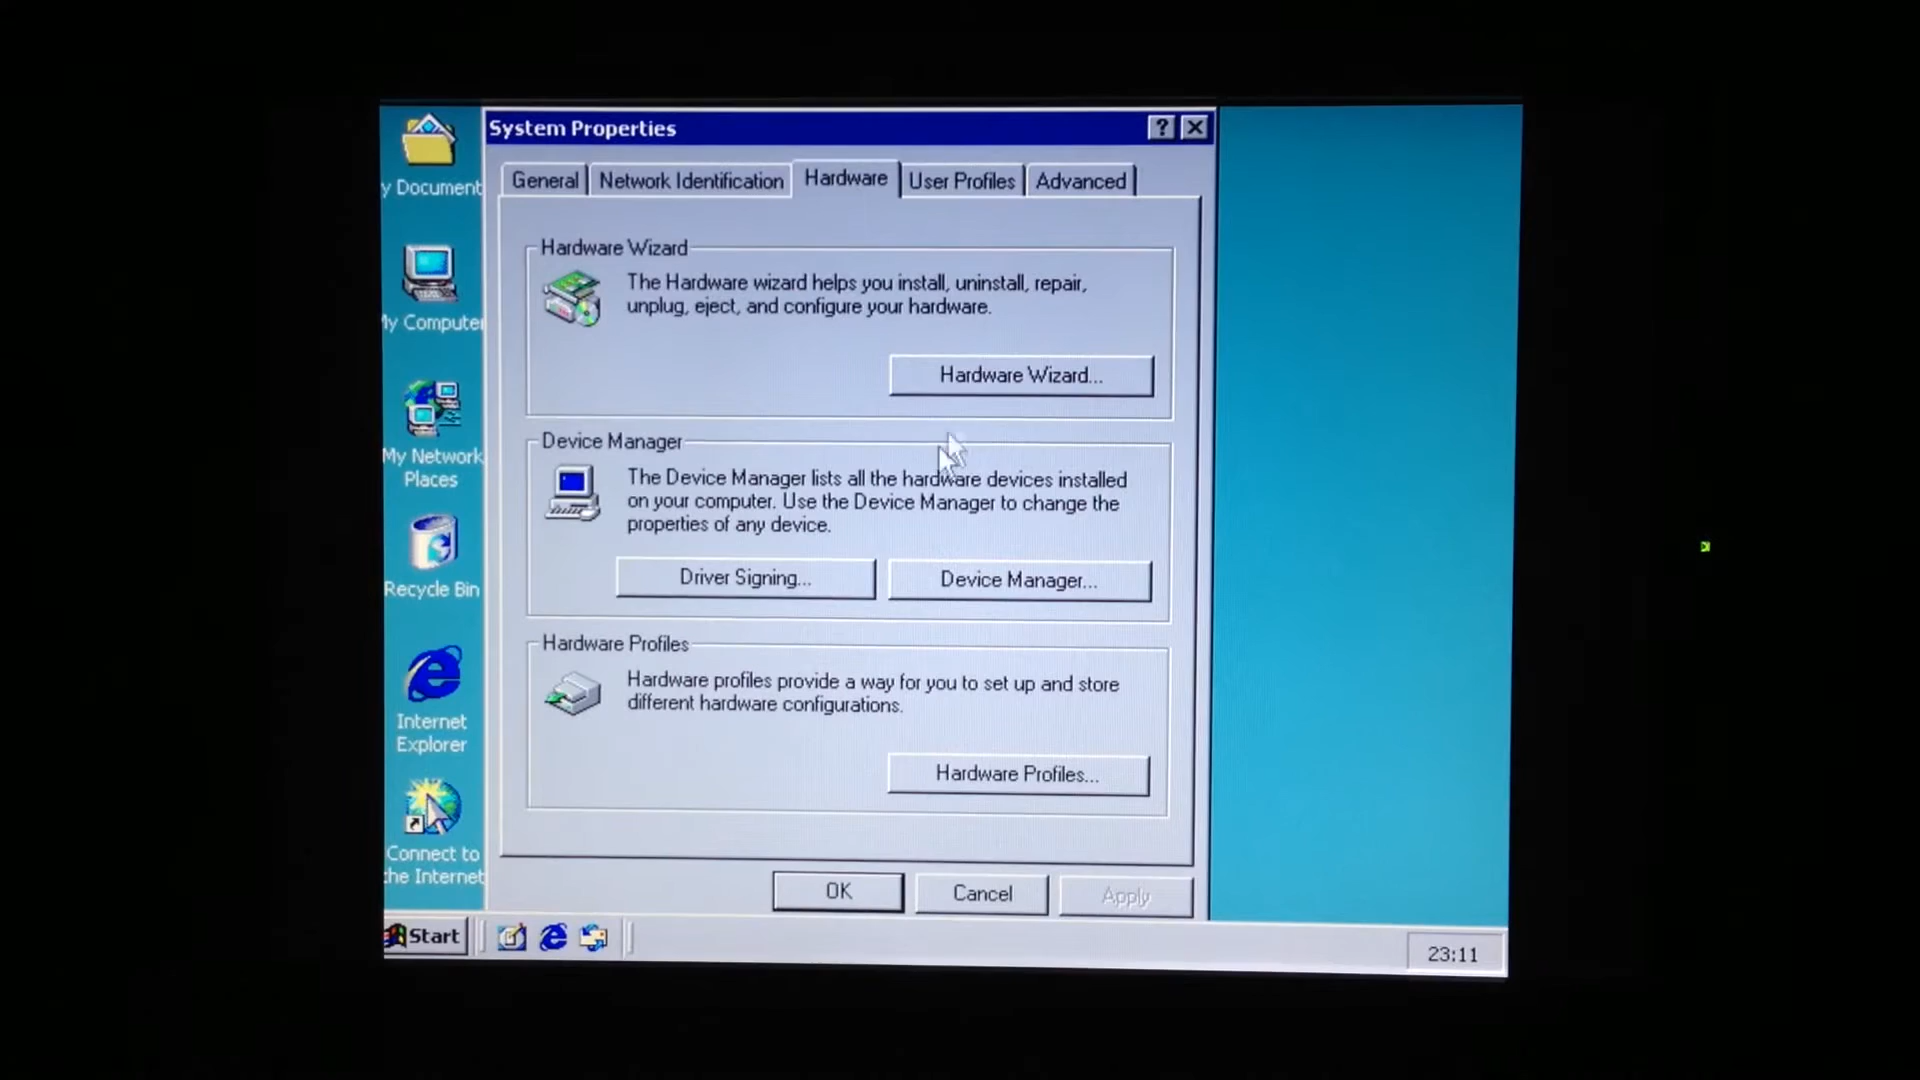 System Properties
General
Network Identification
Hardware
User Profiles
Advanced
Hardware Wizard
The Hardware wizard helps you install, uninstall, repair,
unplug, eject, and configure your hardware.
Hardware Wizard...
Device Manager
The Device Manager lists all the hardware devices installed
on your computer. Use the Device Manager to change the
properties of any device.
Driver Signing...
Device Manager...
Hardware Profiles
Hardware profiles provide a way for you to set up and store
different hardware configurations.
Hardware Profiles...
OK
Cancel
Apply
y Document
My Computer
My Network
Places
Recycle Bin
Internet
Explorer
Connect to
the Internet
Start
23:11